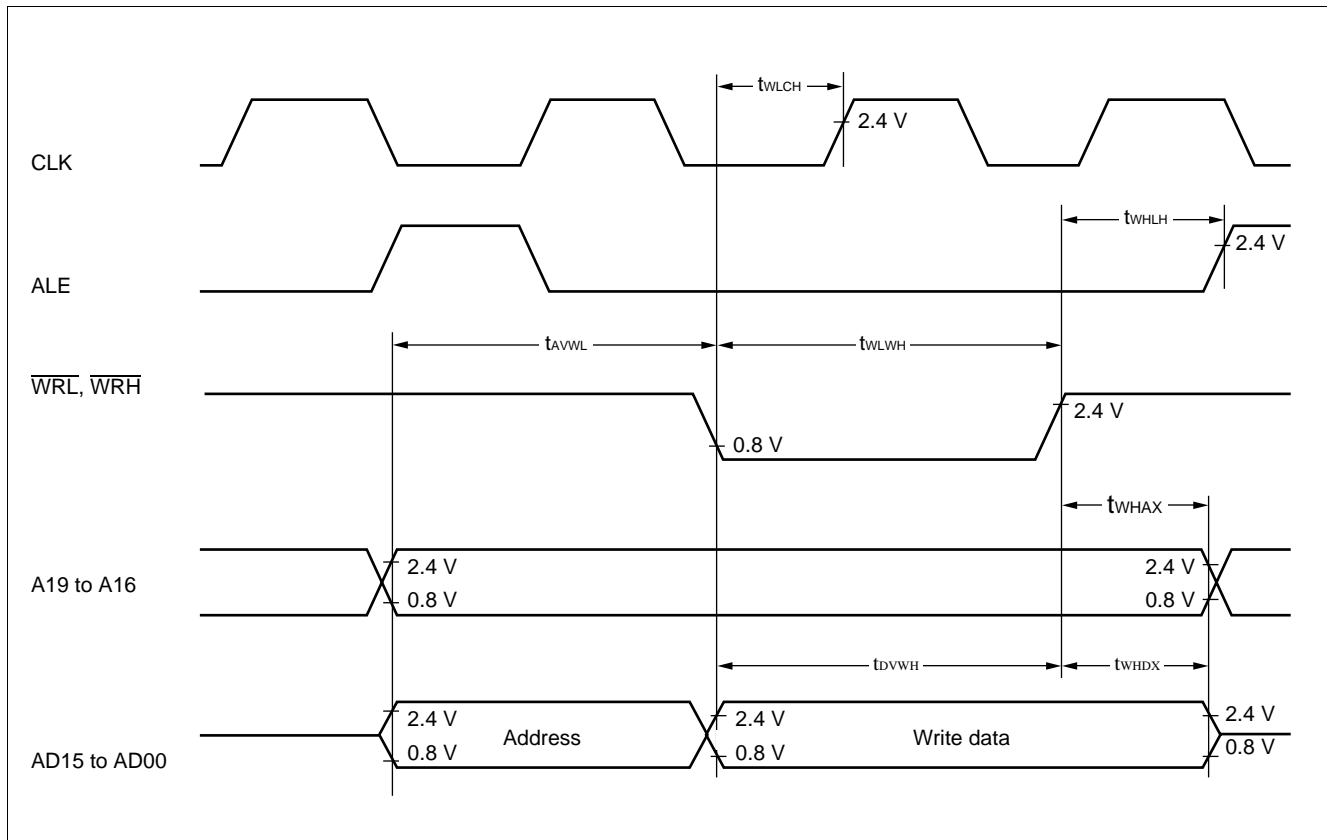 tWLCH
2.4 V
CLK
tWHLH
2.4 V
ALE
tAVWL
tWLWH
WRL, WRH
2.4 V
0.8 V
tWHAX
2.4 V
2.4 V
A19 to A16
0.8 V
0.8 V
tDVWH
tWHDX
2.4 V
2.4 V
2.4 V
Address
Write data
0.8 V
0.8 V
0.8 V
AD15 to AD00